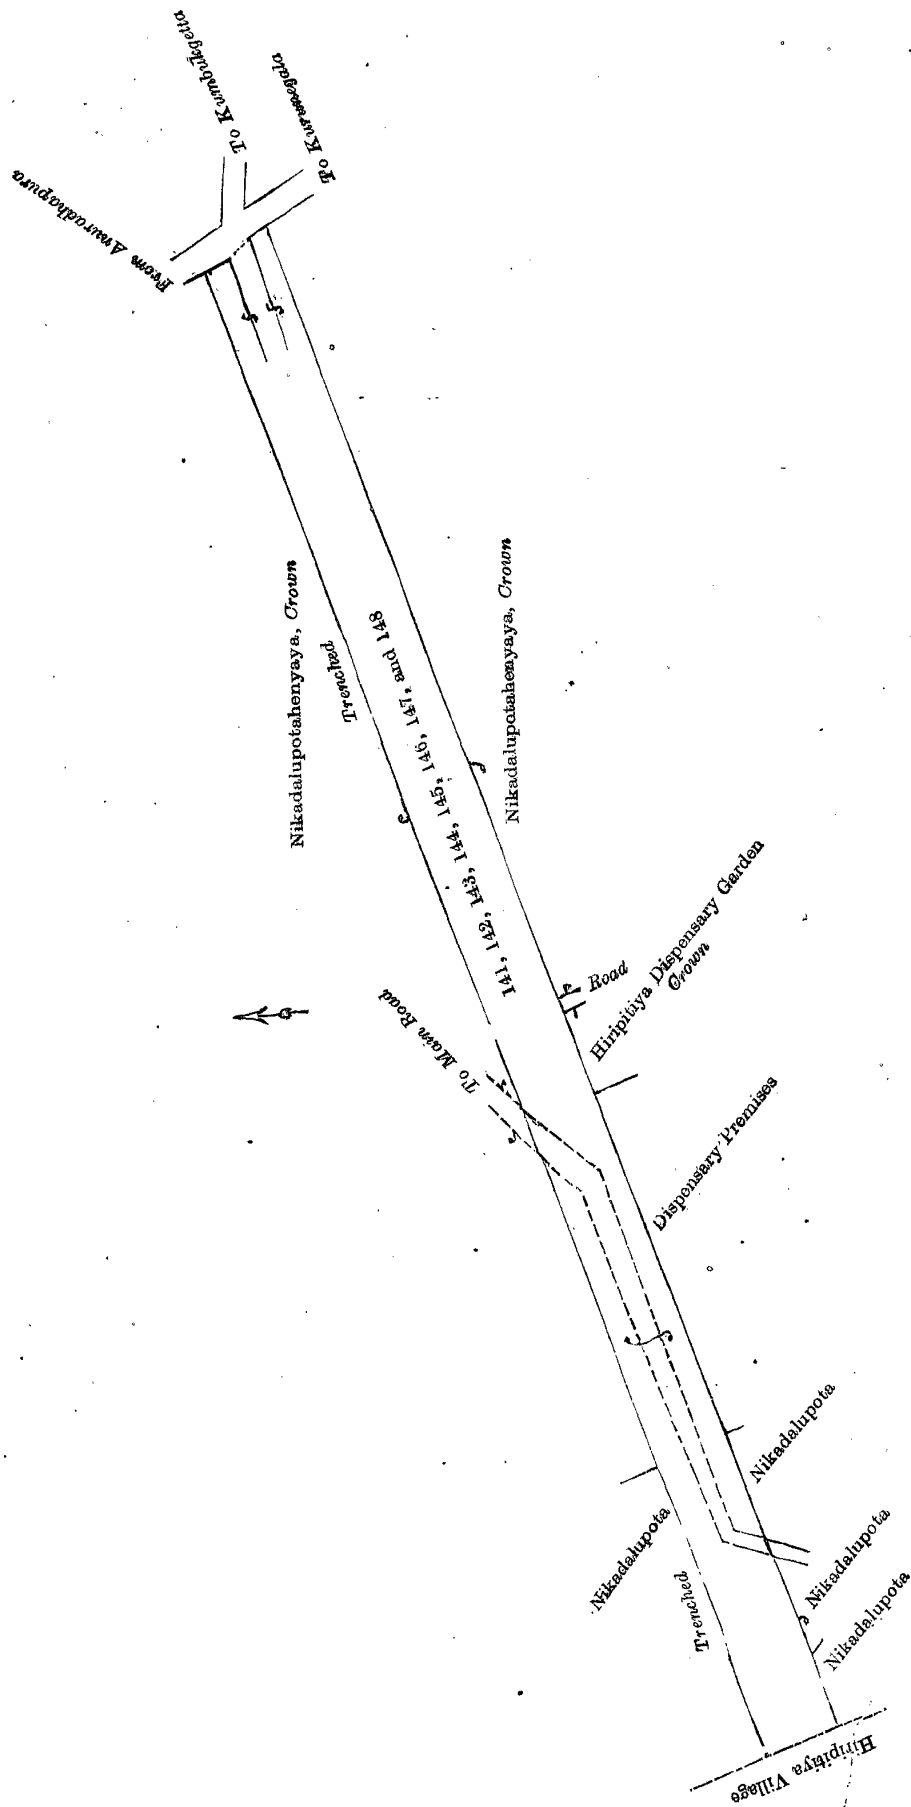 To Kumbukgetta
To Kurunegala
From Anuradhapura
Nikadalupotahenyaya, Crown
Trenched
141, 142, 143, 144, 145, 146, 147, and 148
Nikadalupotahenyaya, Crown
To Main Road
Road
Hiripitiya Dispensary Garden
Crown
Dispensary Premises
Nikadalupota
Nikadalupota
Trenched
Nikadalupota
Nikadalupota
Hiripitiya Village